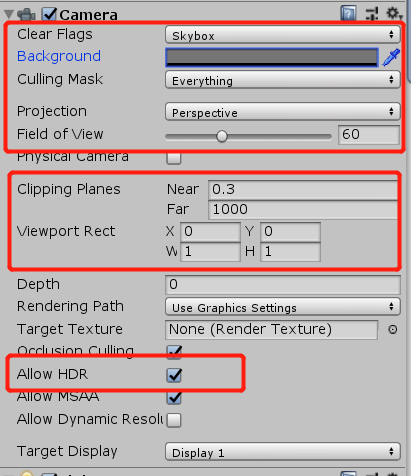 Camera
Clear Flags Skybox
Background
Culling Mask Everything
Projection Perspective
Field of View 60
Physical Camera
Clipping Planes Near 0.3
Far 1000
Viewport Rect X 0 Y 0
W 1 H 1
Depth 0
Rendering Path Use Graphics Settings
Target Texture None (Render Texture)
Occlusion Culling
Allow HDR
Allow MSAA
Allow Dynamic Resolu
Target Display Display 1